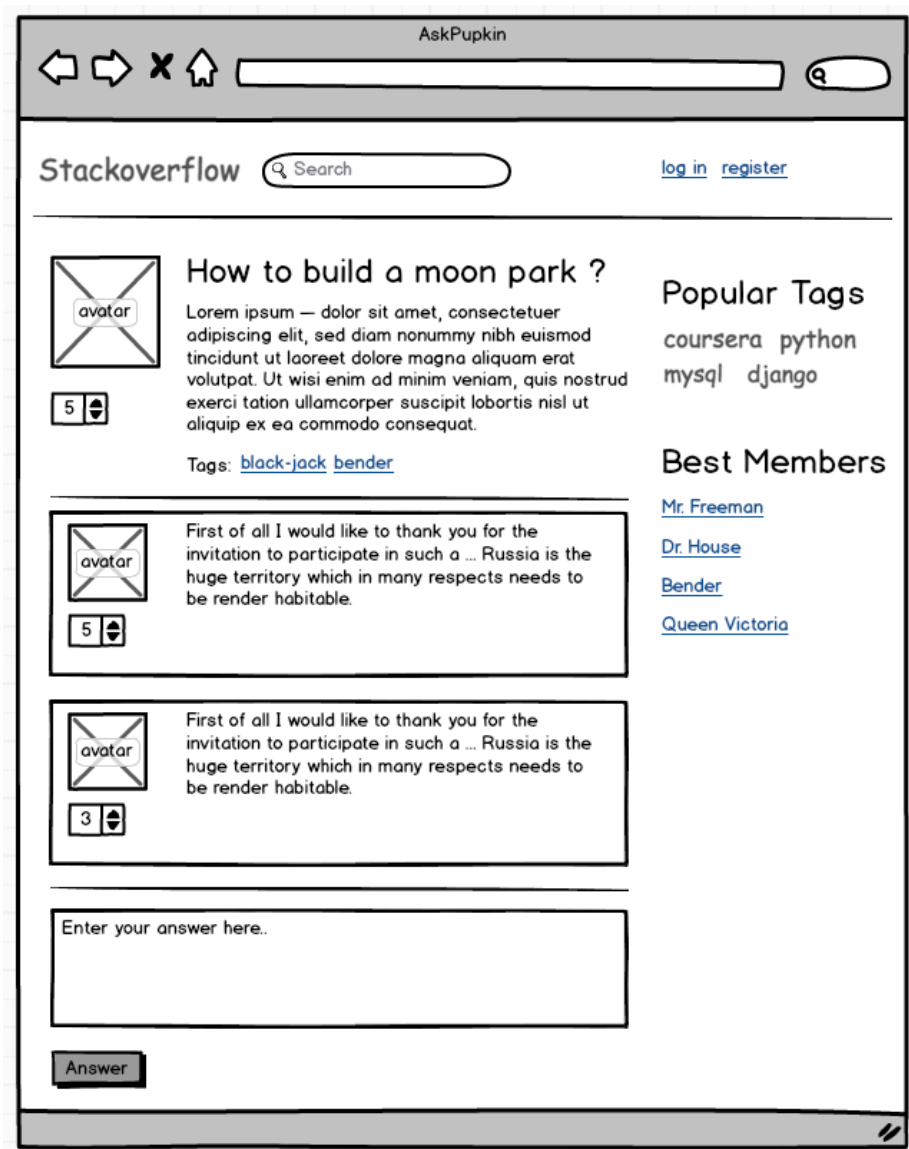 AskPupkin
Stackoverflow
Search
log in register
avatar
5
How to build a moon park ?
Lorem ipsum — dolor sit amet, consectetuer
adipiscing elit, sed diam nonummy nibh euismod
tincidunt ut laoreet dolore magna aliquam erat
volutpat. Ut wisi enim ad minim veniam, quis nostrud
exerci tation ullamcorper suscipit lobortis nisl ut
aliquip ex ea commodo consequat.
Tags: black-jack bender
avatar
5
First of all I would like to thank you for the
invitation to participate in such a ... Russia is the
huge territory which in many respects needs to
be render habitable.
avatar
3
First of all I would like to thank you for the
invitation to participate in such a ... Russia is the
huge territory which in many respects needs to
be render habitable.
Enter your answer here..
Answer
Popular Tags
coursera python
mysql django
Best Members
Mr. Freeman
Dr. House
Bender
Queen Victoria